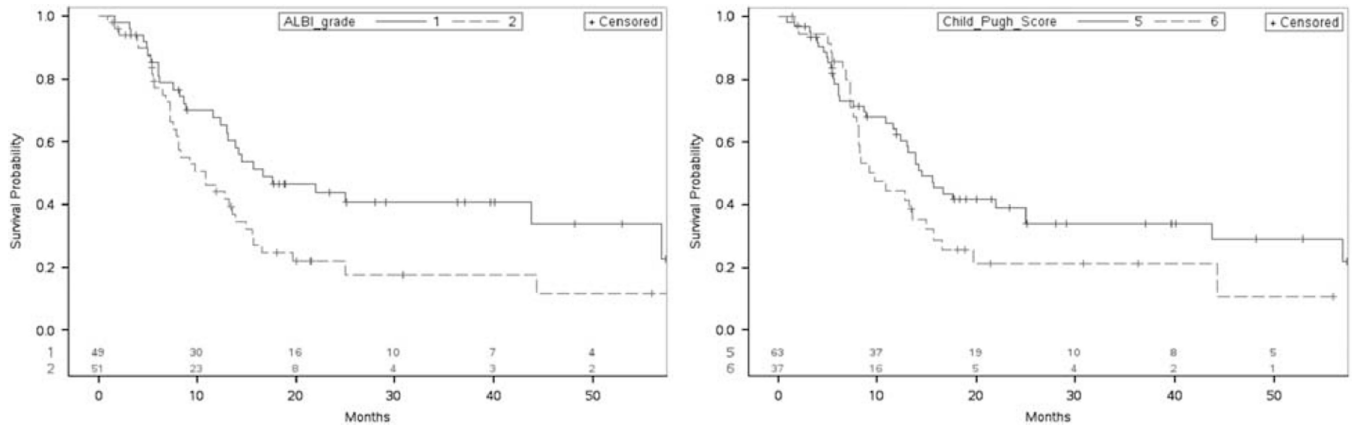 ALBI_grade 1 2 + Censored
1.0
0.8
0.6
0.4
0.2
0.0
Survival Probability
1 49 30 16 10 7 4
2 51 23 8 4 3 2
0 10 20 30 40 50
Months
Child_Pugh_Score 5 6 + Censored
1.0
0.8
0.6
0.4
0.2
0.0
Survival Probability
5 63 37 19 10 8 5
6 37 16 5 4 2 1
0 10 20 30 40 50
Months